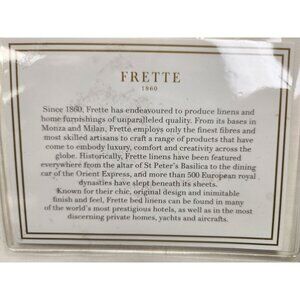 FRETTE
1860
Since 1860, Frette has endeavoured to produce linens and
home furnishings of unparalleled quality. From its bases in
Monza and Milan, Frette employs only the finest fibres and
most skilled artisans to craft a range of products that have
come to embody luxury, comfort and creativity across the
globe. Historically, Frette linens have been featured
everywhere from the altar of St Peter's Basilica to the dining
car of the Orient Express, and more than 500 European royal
dynasties have slept beneath its sheets.
Known for their chic, original design and inimitable
finish and feel, Frette bed linens can be found in many
of the world's most prestigious hotels, as well as in the most
discerning private homes, yachts and aircrafts.